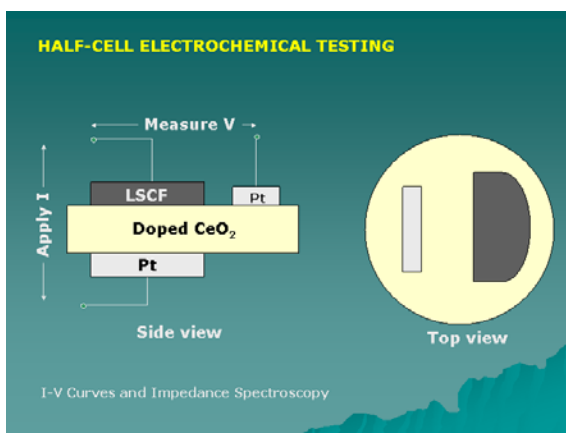 HALF-CELL ELECTROCHEMICAL TESTING
Measure V
Apply I
LSCF
Pt
Doped CeO₂
Pt
Side view
Top view
I-V Curves and Impedance Spectroscopy